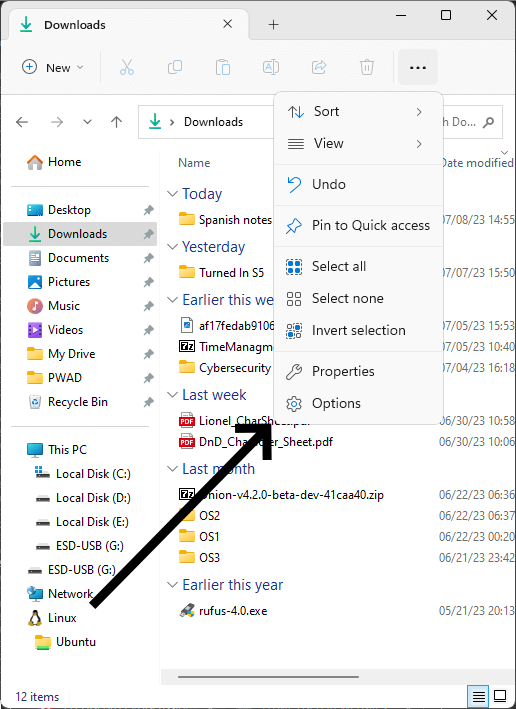 Downloads
New
Downloads
h Do...
Home
Desktop
Downloads
Documents
Pictures
Music
Videos
My Drive
PWAD
Recycle Bin
This PC
Local Disk (C:)
Local Disk (D:)
Local Disk (E:)
ESD-USB (G:)
ESD-USB (G:)
Network
Linux
Ubuntu
Name
Date modified
Today
Spanish notes
07/08/23 14:55
Yesterday
Turned In S5
07/07/23 15:50
Earlier this we
af17fedab9106
07/05/23 15:53
TimeManagm
07/05/23 10:40
Cybersecurity
07/04/23 16:18
Last week
Lionel_CharSheet.pdf
06/30/23 10:58
DnD_Character_Sheet.pdf
06/30/23 10:06
Last month
onion-v4.2.0-beta-dev-41caa40.zip
06/22/23 06:36
OS2
06/22/23 06:37
OS1
06/22/23 00:20
OS3
06/21/23 23:42
Earlier this year
rufus-4.0.exe
05/21/23 20:13
Sort
View
Undo
Pin to Quick access
Select all
Select none
Invert selection
Properties
Options
12 items